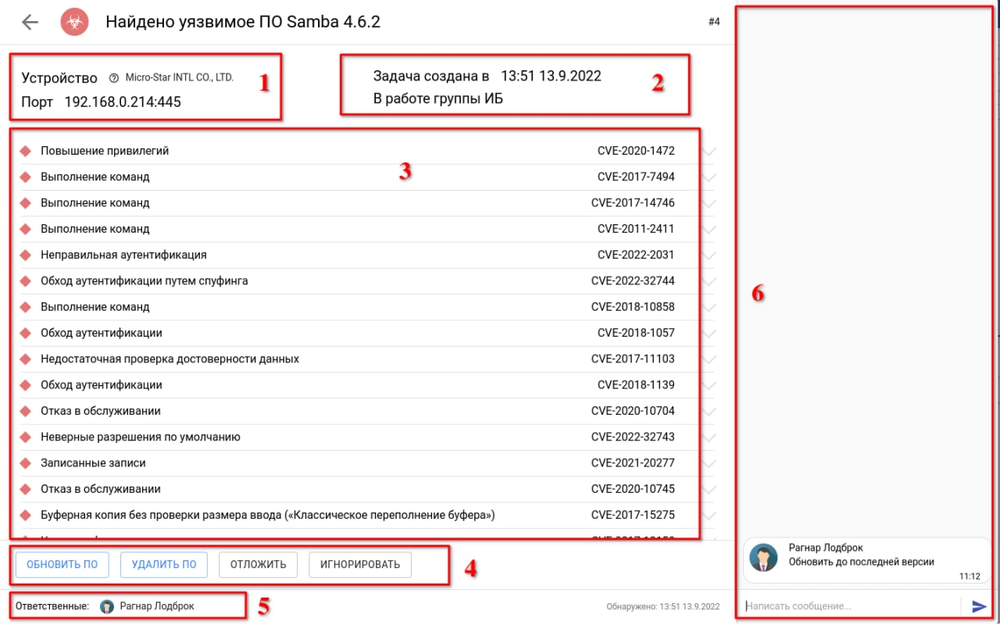 Найдено уязвимое ПО Samba 4.6.2
#4
Устройство Micro-Star INTL CO., LTD.
Порт 192.168.0.214:445
1
Задача создана в 13:51 13.9.2022
В работе группы ИБ
2
3
Повышение привилегий CVE-2020-1472
Выполнение команд CVE-2017-7494
Выполнение команд CVE-2017-14746
Выполнение команд CVE-2011-2411
Неправильная аутентификация CVE-2022-2031
Обход аутентификации путем спуфинга CVE-2022-32744
Выполнение команд CVE-2018-10858
Обход аутентификации CVE-2018-1057
Недостаточная проверка достоверности данных CVE-2017-11103
Обход аутентификации CVE-2018-1139
Отказ в обслуживании CVE-2020-10704
Неверные разрешения по умолчанию CVE-2022-32743
Записанные записи CVE-2021-20277
Отказ в обслуживании CVE-2020-10745
Буферная копия без проверки размера ввода («Классическое переполнение буфера») CVE-2017-15275
ОБНОВИТЬ ПО УДАЛИТЬ ПО ОТЛОЖИТЬ ИГНОРИРОВАТЬ
4
Ответственные: Рагнар Лодброк
5
Обнаружено: 13:51 13.9.2022
6
Рагнар Лодброк
Обновить до последней версии
11:12
Написать сообщение...